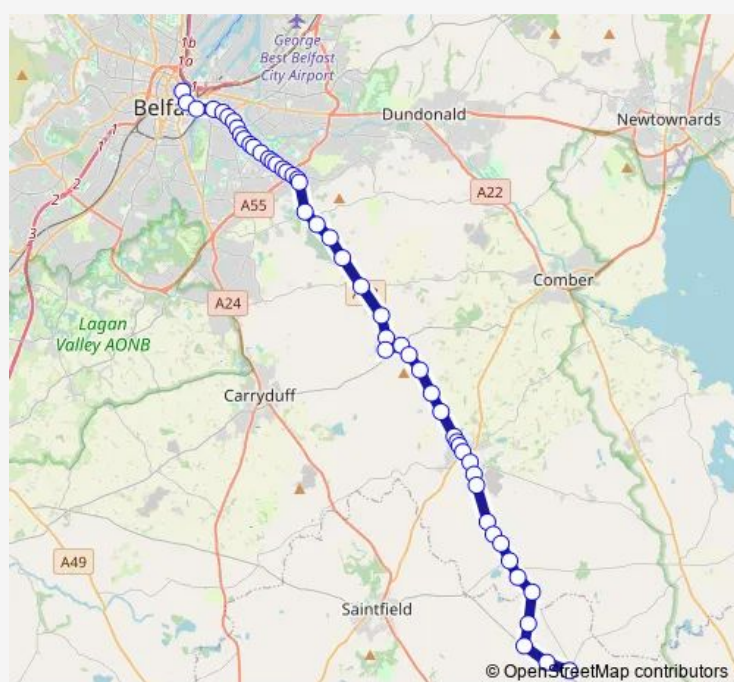 1b
1a
George
Best Belfast
City Airport
Belfa
Dundonald
Newtownards
1
2
2
3
A55
A22
Comber
A24
Lagan
Valley AONB
Carryduff
A49
Saintfield
© OpenStreetMap contributors